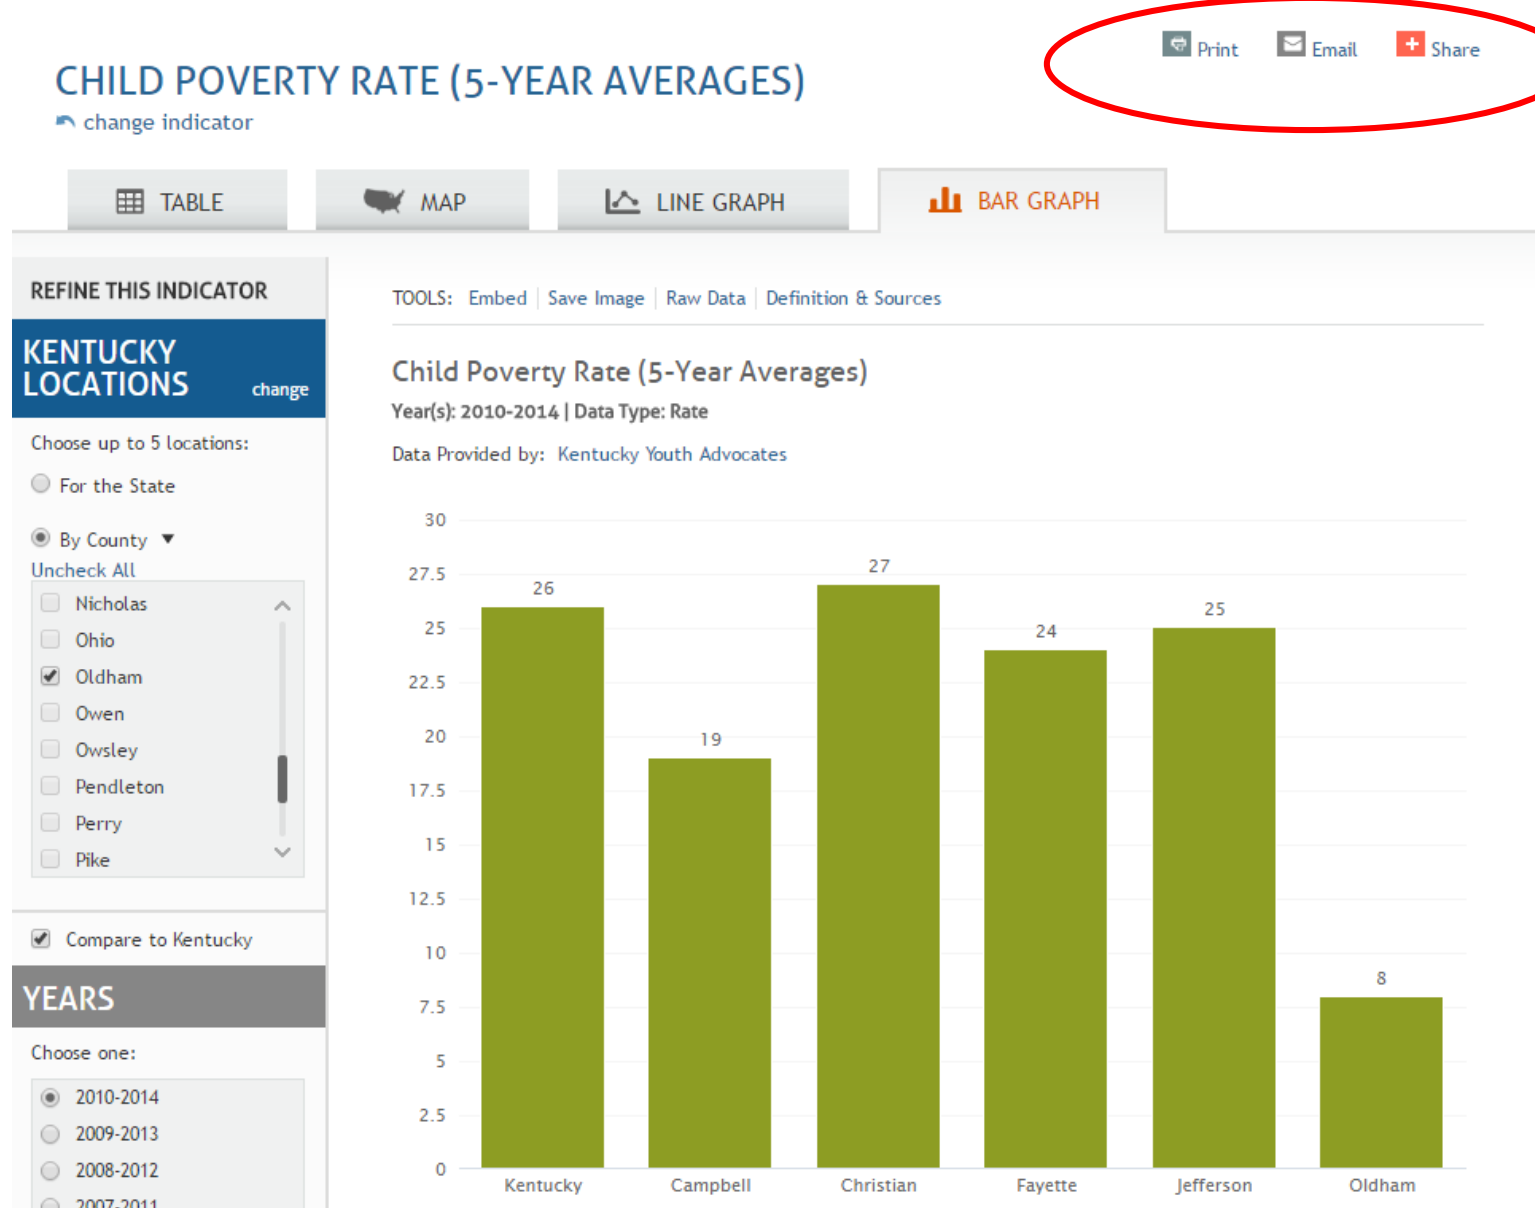 Print Email Share
CHILD POVERTY RATE (5-YEAR AVERAGES)
change indicator
TABLE MAP LINE GRAPH BAR GRAPH
REFINE THIS INDICATOR
KENTUCKY
LOCATIONS change
Choose up to 5 locations:
For the State
By County
Uncheck All
Nicholas
Ohio
Oldham
Owen
Owsley
Pendleton
Perry
Pike
Compare to Kentucky
YEARS
Choose one:
2010-2014
2009-2013
2008-2012
2007-2011
TOOLS: Embed Save Image Raw Data Definition & Sources
Child Poverty Rate (5-Year Averages)
Year(s): 2010-2014 | Data Type: Rate
Data Provided by: Kentucky Youth Advocates
30
27.5
25
22.5
20
17.5
15
12.5
10
7.5
5
2.5
0
26 19 27 24 25 8
Kentucky Campbell Christian Fayette Jefferson Oldham